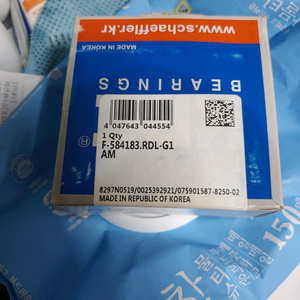 www.schaeffler.kr
MADE IN KOREA
BEARINGS
4 047643 044554
1 Qty
F-584183.RDL-G1
AM
8297N0519/0025392921/075901587-8250-02
MADE IN REPUBLIC OF KOREA
150